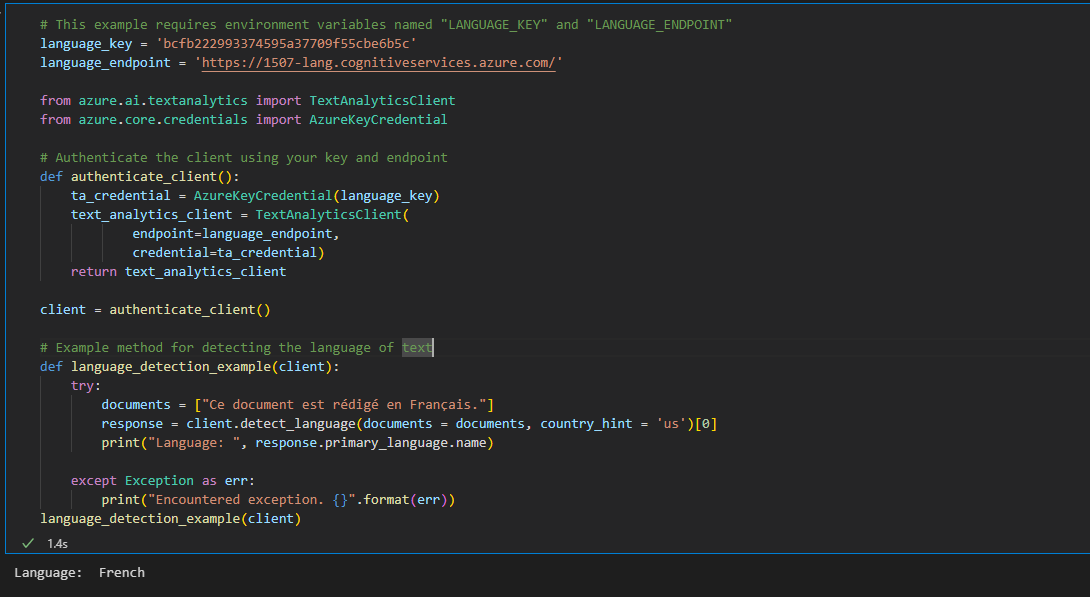 # This example requires environment variables named "LANGUAGE_KEY" and "LANGUAGE_ENDPOINT"
language_key = 'bcfb222993374595a37709f55cbe6b5c'
language_endpoint = 'https://1507-lang.cognitiveservices.azure.com/'

from azure.ai.textanalytics import TextAnalyticsClient
from azure.core.credentials import AzureKeyCredential

# Authenticate the client using your key and endpoint
def authenticate_client():
    ta_credential = AzureKeyCredential(language_key)
    text_analytics_client = TextAnalyticsClient(
            endpoint=language_endpoint,
            credential=ta_credential)
    return text_analytics_client

client = authenticate_client()

# Example method for detecting the language of text
def language_detection_example(client):
    try:
        documents = ["Ce document est rédigé en Français."]
        response = client.detect_language(documents = documents, country_hint = 'us')[0]
        print("Language: ", response.primary_language.name)

    except Exception as err:
        print("Encountered exception. {}".format(err))
language_detection_example(client)
✓ 1.4s
Language:  French